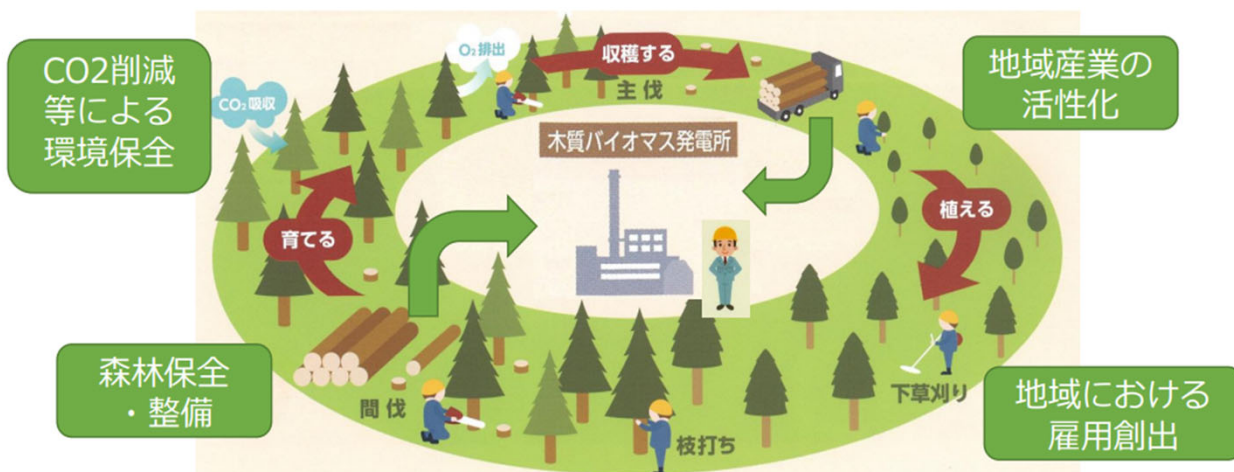 CO2削減
等による
環境保全
CO₂吸収
O₂排出
収穫する
主伐
地域産業の
活性化
木質バイオマス発電所
育てる
植える
森林保全
・整備
間伐
枝打ち
下草刈り
地域における
雇用創出